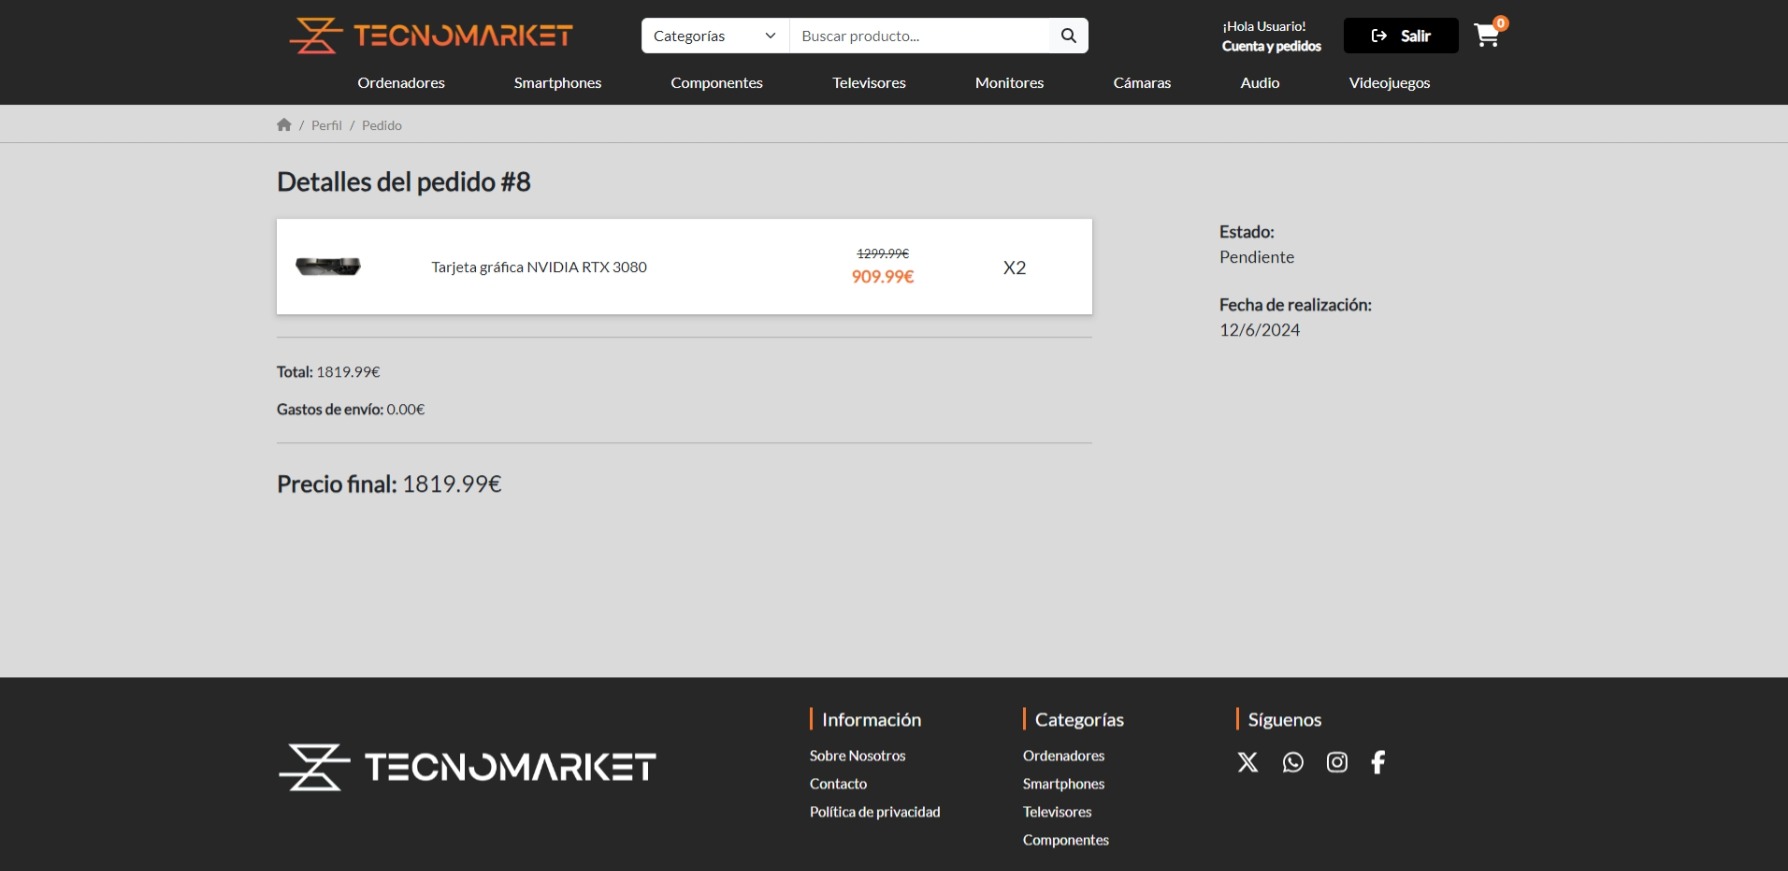 TECNOMARKET
Categorías
Buscar producto...
¡Hola Usuario!
Cuenta y pedidos
Salir
0
Ordenadores Smartphones Componentes Televisores Monitores Cámaras Audio Videojuegos
/ Perfil / Pedido
Detalles del pedido #8
Tarjeta gráfica NVIDIA RTX 3080
1299.99€
909.99€
X2
Estado:
Pendiente
Fecha de realización:
12/6/2024
Total: 1819.99€
Gastos de envío: 0.00€
Precio final: 1819.99€
TECNOMARKET
Información
Sobre Nosotros
Contacto
Política de privacidad
Categorías
Ordenadores
Smartphones
Televisores
Componentes
Síguenos